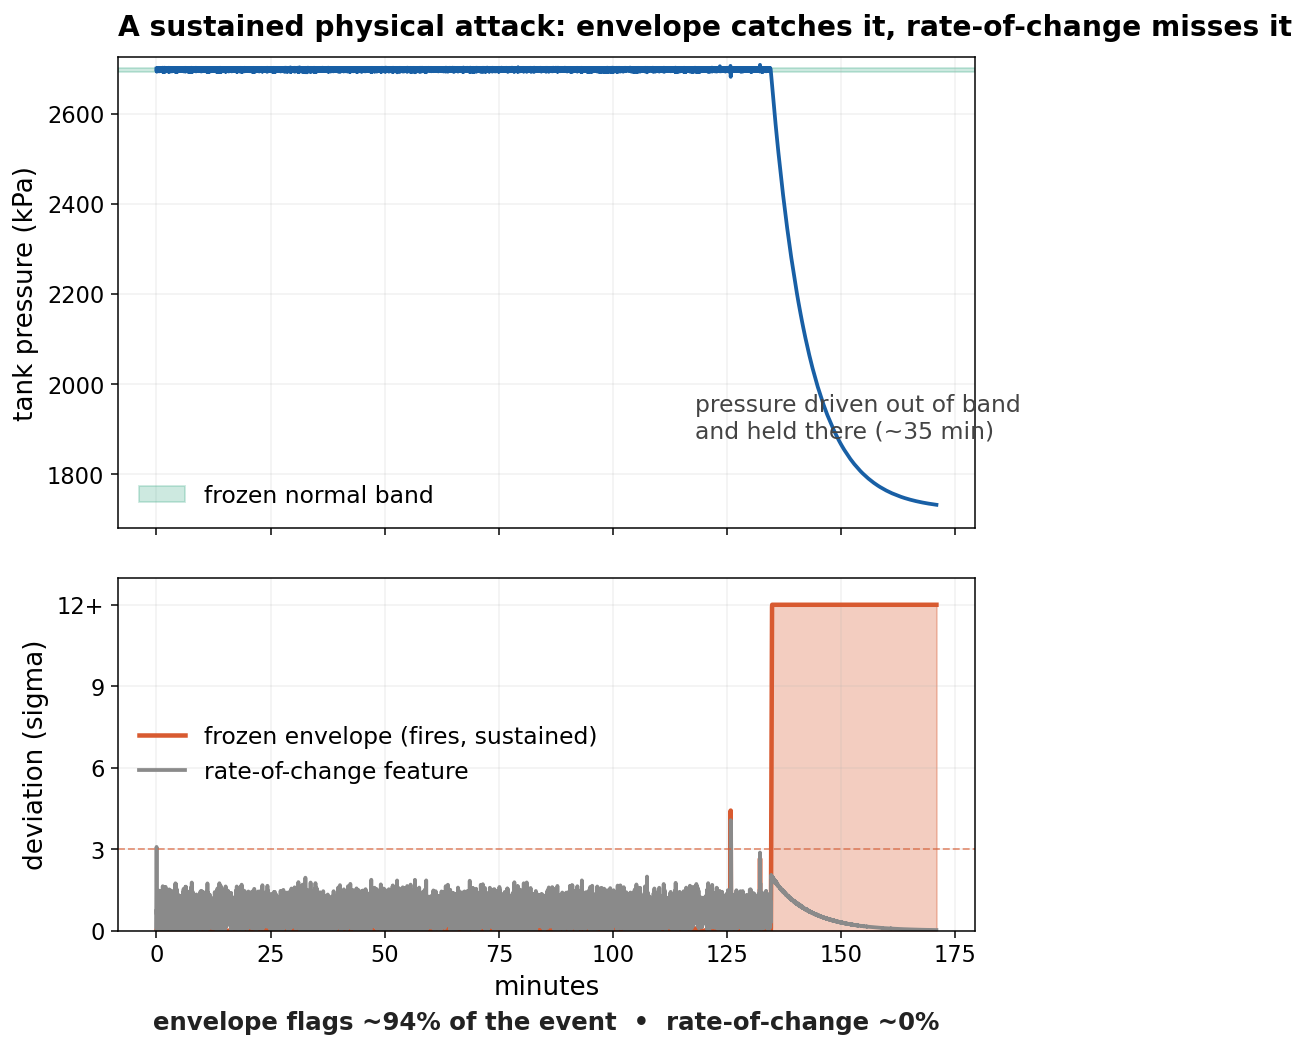 A sustained physical attack: envelope catches it, rate-of-change misses it
tank pressure (kPa)
2600
2400
2200
2000
1800
pressure driven out of band
and held there (~35 min)
frozen normal band
deviation (sigma)
12+
9
6
3
0
frozen envelope (fires, sustained)
rate-of-change feature
0 25 50 75 100 125 150 175
minutes
envelope flags ~94% of the event • rate-of-change ~0%